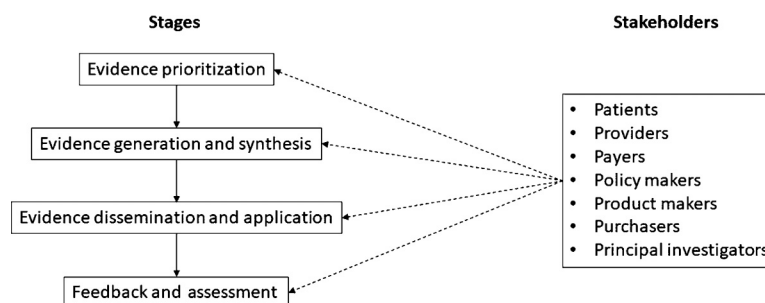 Stages
Stakeholders
Evidence prioritization
Evidence generation and synthesis
Evidence dissemination and application
Feedback and assessment
• Patients
• Providers
• Payers
• Policy makers
• Product makers
• Purchasers
• Principal investigators